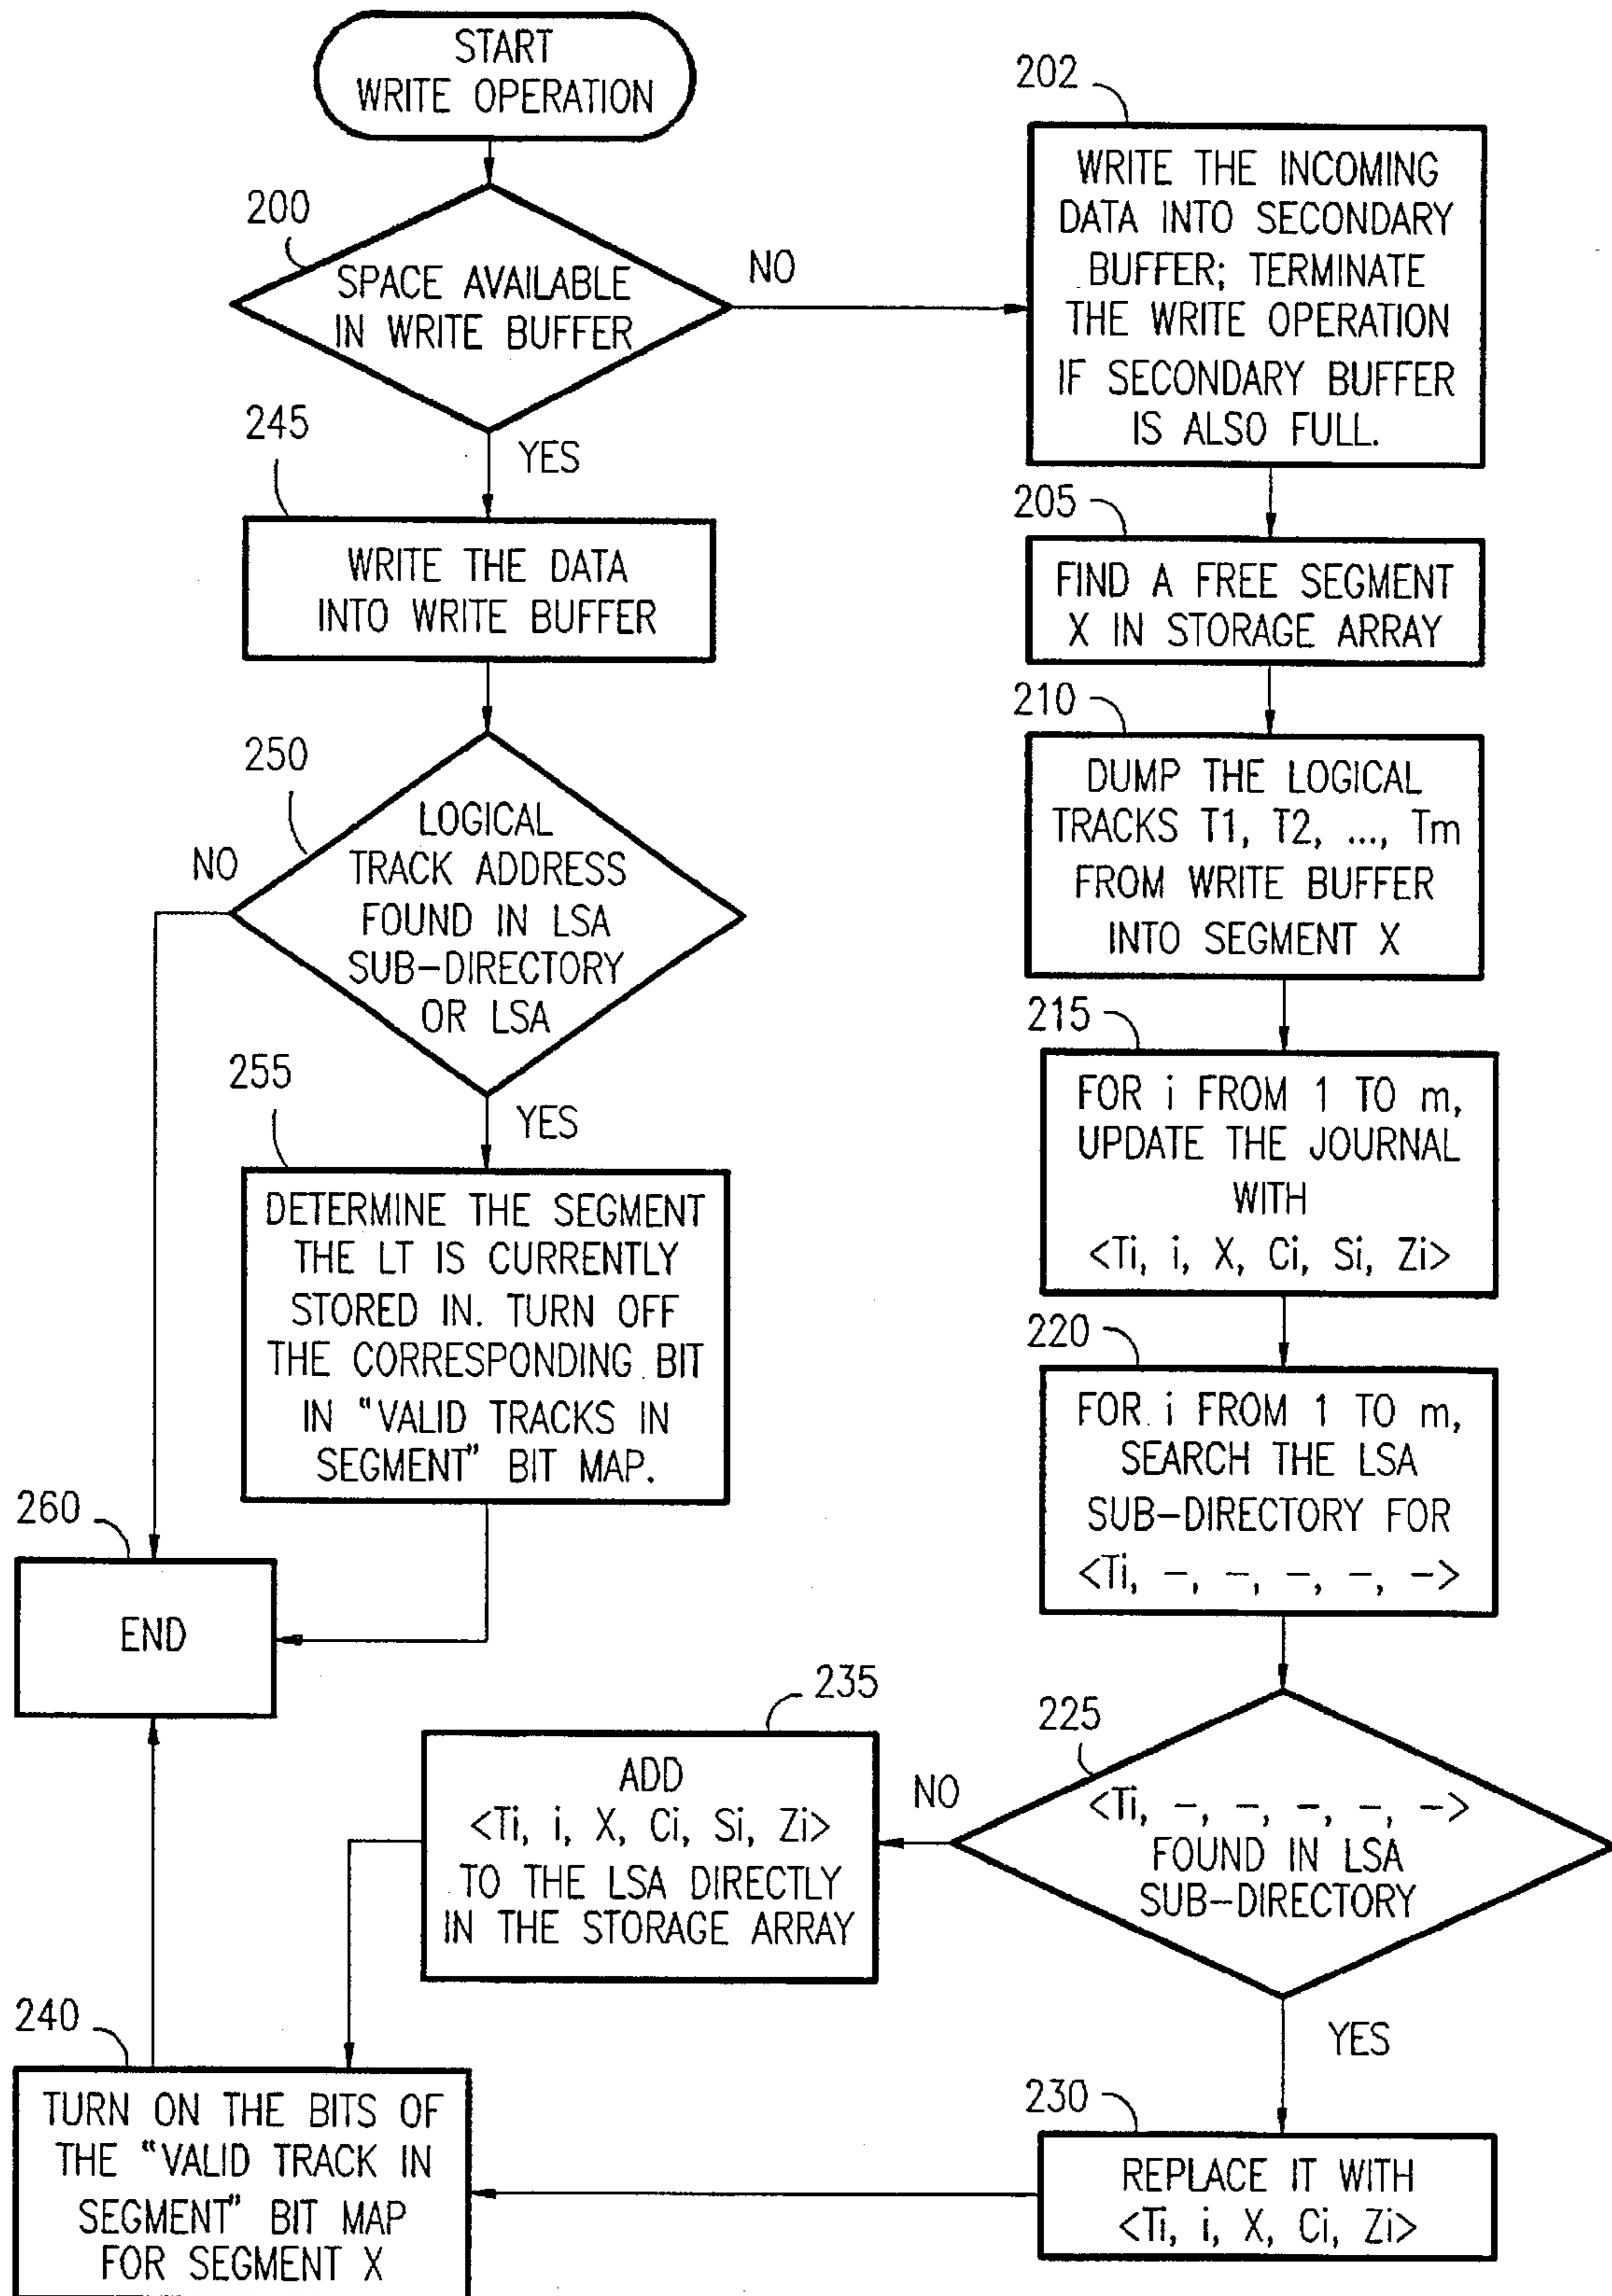 START
WRITE OPERATION
200
SPACE AVAILABLE
IN WRITE BUFFER
NO
YES
202
WRITE THE INCOMING
DATA INTO SECONDARY
BUFFER; TERMINATE
THE WRITE OPERATION
IF SECONDARY BUFFER
IS ALSO FULL.
245
WRITE THE DATA
INTO WRITE BUFFER
205
FIND A FREE SEGMENT
X IN STORAGE ARRAY
210
DUMP THE LOGICAL
TRACKS T1, T2, ..., Tm
FROM WRITE BUFFER
INTO SEGMENT X
250
LOGICAL
TRACK ADDRESS
FOUND IN LSA
SUB-DIRECTORY
OR LSA
NO
YES
215
FOR i FROM 1 TO m,
UPDATE THE JOURNAL
WITH
<Ti, i, X, Ci, Si, Zi>
255
DETERMINE THE SEGMENT
THE LT IS CURRENTLY
STORED IN. TURN OFF
THE CORRESPONDING BIT
IN "VALID TRACKS IN
SEGMENT" BIT MAP.
220
FOR i FROM 1 TO m,
SEARCH THE LSA
SUB-DIRECTORY FOR
<Ti, –, –, –, –, –>
260
END
225
<Ti, –, –, –, –, –>
FOUND IN LSA
SUB-DIRECTORY
NO
YES
235
ADD
<Ti, i, X, Ci, Si, Zi>
TO THE LSA DIRECTLY
IN THE STORAGE ARRAY
240
TURN ON THE BITS OF
THE "VALID TRACK IN
SEGMENT" BIT MAP
FOR SEGMENT X
230
REPLACE IT WITH
<Ti, i, X, Ci, Zi>